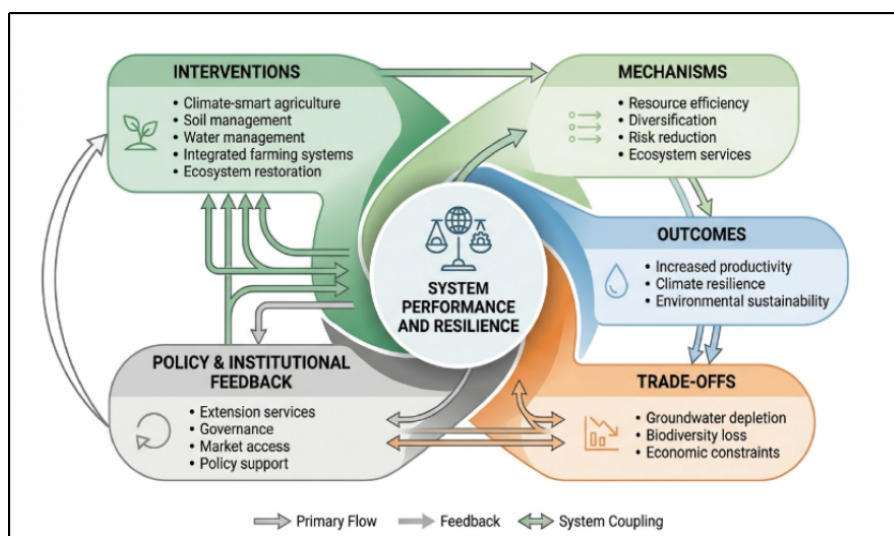 INTERVENTIONS
• Climate-smart agriculture
• Soil management
• Water management
• Integrated farming systems
• Ecosystem restoration
MECHANISMS
• Resource efficiency
• Diversification
• Risk reduction
• Ecosystem services
SYSTEM
PERFORMANCE
AND RESILIENCE
OUTCOMES
• Increased productivity
• Climate resilience
• Environmental sustainability
POLICY & INSTITUTIONAL
FEEDBACK
• Extension services
• Governance
• Market access
• Policy support
TRADE-OFFS
• Groundwater depletion
• Biodiversity loss
• Economic constraints
Primary Flow
Feedback
System Coupling